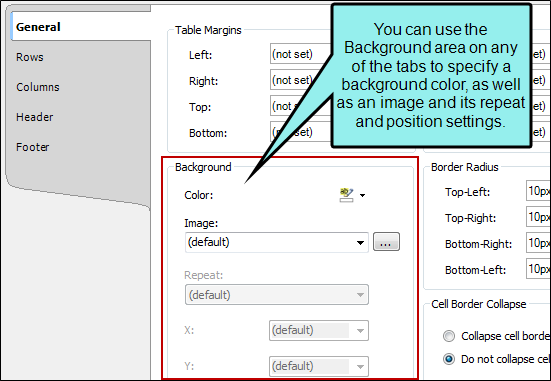 General
Rows
Columns
Header
Footer
You can use the
Background area on any
of the tabs to specify a
background color, as well
as an image and its repeat
and position settings.
Table Margins
Left: (not set)
Right: (not set)
Top: (not set)
Bottom: (not set)
Background
Color:
Image:
(default)
...
Repeat:
(default)
X: (default)
Y: (default)
Border Radius
Top-Left: 10px
Top-Right: 10px
Bottom-Right: 10px
Bottom-Left: 10px
Cell Border Collapse
Collapse cell borde
Do not collapse cel